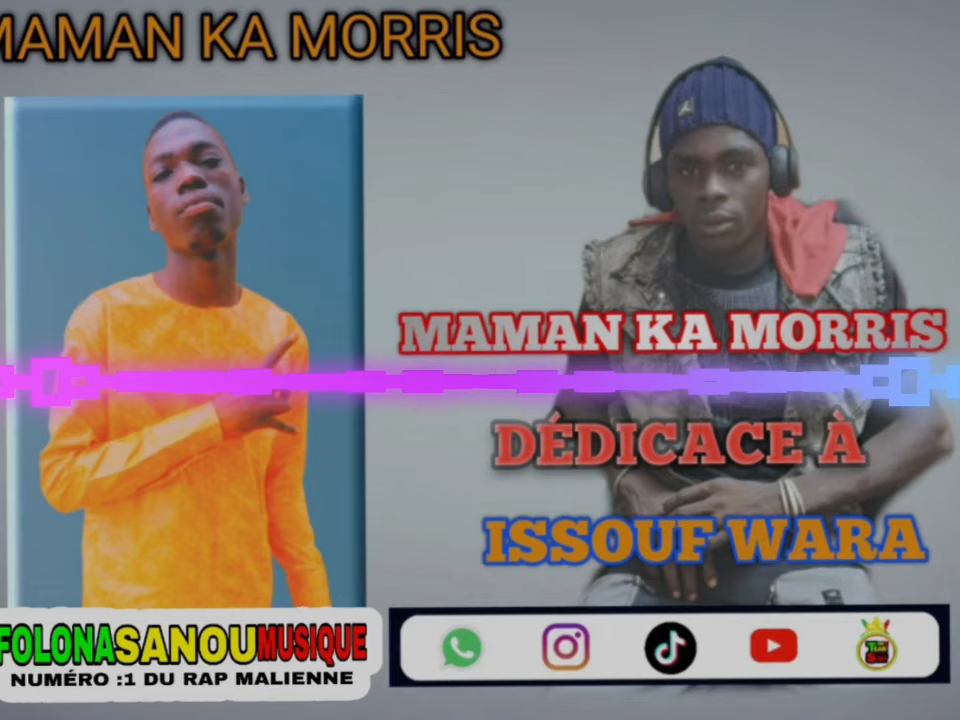 MAMAN KA MORRIS
MAMAN KA MORRIS
DÉDICACE À
ISSOUF WARA
FOLONASANOUMUSIQUE
NUMÉRO :1 DU RAP MALIENNE